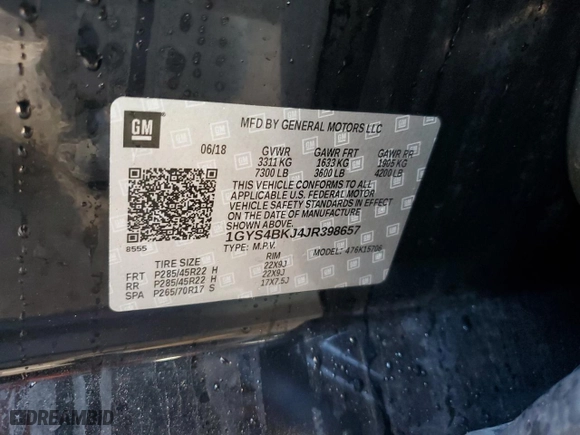 GM
MFD BY GENERAL MOTORS LLC
06/18 GVWR GAWR FRT GAWR RR
3311 KG 1633 KG 1905 KG
7300 LB 3600 LB 4200 LB
THIS VEHICLE CONFORMS TO ALL
APPLICABLE U.S. FEDERAL MOTOR
VEHICLE SAFETY STANDARDS IN EFFECT
ON THE DATE OF MANUFACTURE
SHOWN ABOVE.
8555
1GYS4BKJ4JR398657
TYPE: M.P.V. MODEL: 476K15706
TIRE SIZE RIM
FRT P285/45R22 H 22X9J
RR P285/45R22 H 22X9J
SPA P265/70R17 S 17X7.5J
DREAMBID